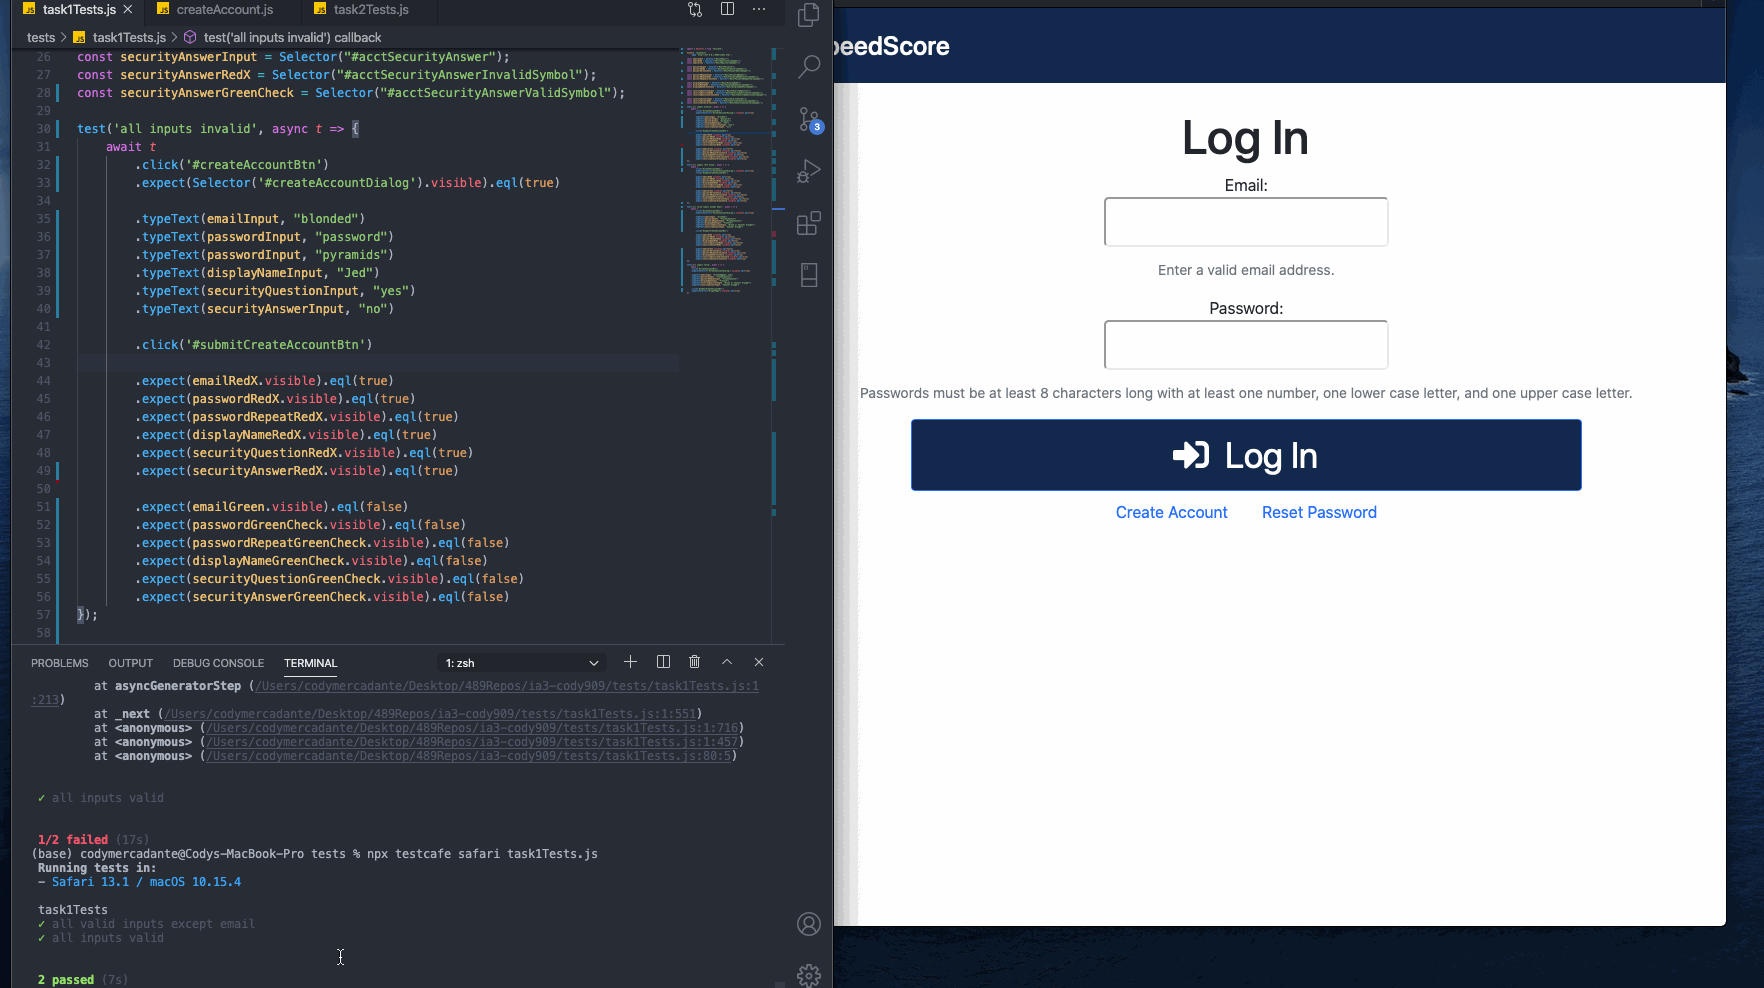 task1Tests.js
createAccount.js
task2Tests.js
tests > task1Tests.js > test('all inputs invalid') callback
26 const securityAnswerInput = Selector("#acctSecurityAnswer");
27 const securityAnswerRedX = Selector("#acctSecurityAnswerInvalidSymbol");
28 const securityAnswerGreenCheck = Selector("#acctSecurityAnswerValidSymbol");
29
30 test('all inputs invalid', async t => {
31 await t
32 .click('#createAccountBtn')
33 .expect(Selector('#createAccountDialog').visible).eql(true)
34
35 .typeText(emailInput, "blonded")
36 .typeText(passwordInput, "password")
37 .typeText(passwordInput, "pyramids")
38 .typeText(displayNameInput, "Jed")
39 .typeText(securityQuestionInput, "yes")
40 .typeText(securityAnswerInput, "no")
41
42 .click('#submitCreateAccountBtn')
43
44 .expect(emailRedX.visible).eql(true)
45 .expect(passwordRedX.visible).eql(true)
46 .expect(passwordRepeatRedX.visible).eql(true)
47 .expect(displayNameRedX.visible).eql(true)
48 .expect(securityQuestionRedX.visible).eql(true)
49 .expect(securityAnswerRedX.visible).eql(true)
50
51 .expect(emailGreen.visible).eql(false)
52 .expect(passwordGreenCheck.visible).eql(false)
53 .expect(passwordRepeatGreenCheck.visible).eql(false)
54 .expect(displayNameGreenCheck.visible).eql(false)
55 .expect(securityQuestionGreenCheck.visible).eql(false)
56 .expect(securityAnswerGreenCheck.visible).eql(false)
57 });
58
3
PROBLEMS OUTPUT DEBUG CONSOLE TERMINAL 1: zsh
at asyncGeneratorStep (/Users/codymercadante/Desktop/489Repos/ia3-cody909/tests/task1Tests.js:1
:213)
at _next (/Users/codymercadante/Desktop/489Repos/ia3-cody909/tests/task1Tests.js:1:551)
at <anonymous> (/Users/codymercadante/Desktop/489Repos/ia3-cody909/tests/task1Tests.js:1:716)
at <anonymous> (/Users/codymercadante/Desktop/489Repos/ia3-cody909/tests/task1Tests.js:1:457)
at <anonymous> (/Users/codymercadante/Desktop/489Repos/ia3-cody909/tests/task1Tests.js:80:5)
✓ all inputs valid
1/2 failed (17s)
(base) codymercadante@Codys-MacBook-Pro tests % npx testcafe safari task1Tests.js
Running tests in:
- Safari 13.1 / macOS 10.15.4
task1Tests
✓ all valid inputs except email
✓ all inputs valid
2 passed (7s)
eedScore
Log In
Email:
Enter a valid email address.
Password:
Passwords must be at least 8 characters long with at least one number, one lower case letter, and one upper case letter.
Log In
Create Account Reset Password